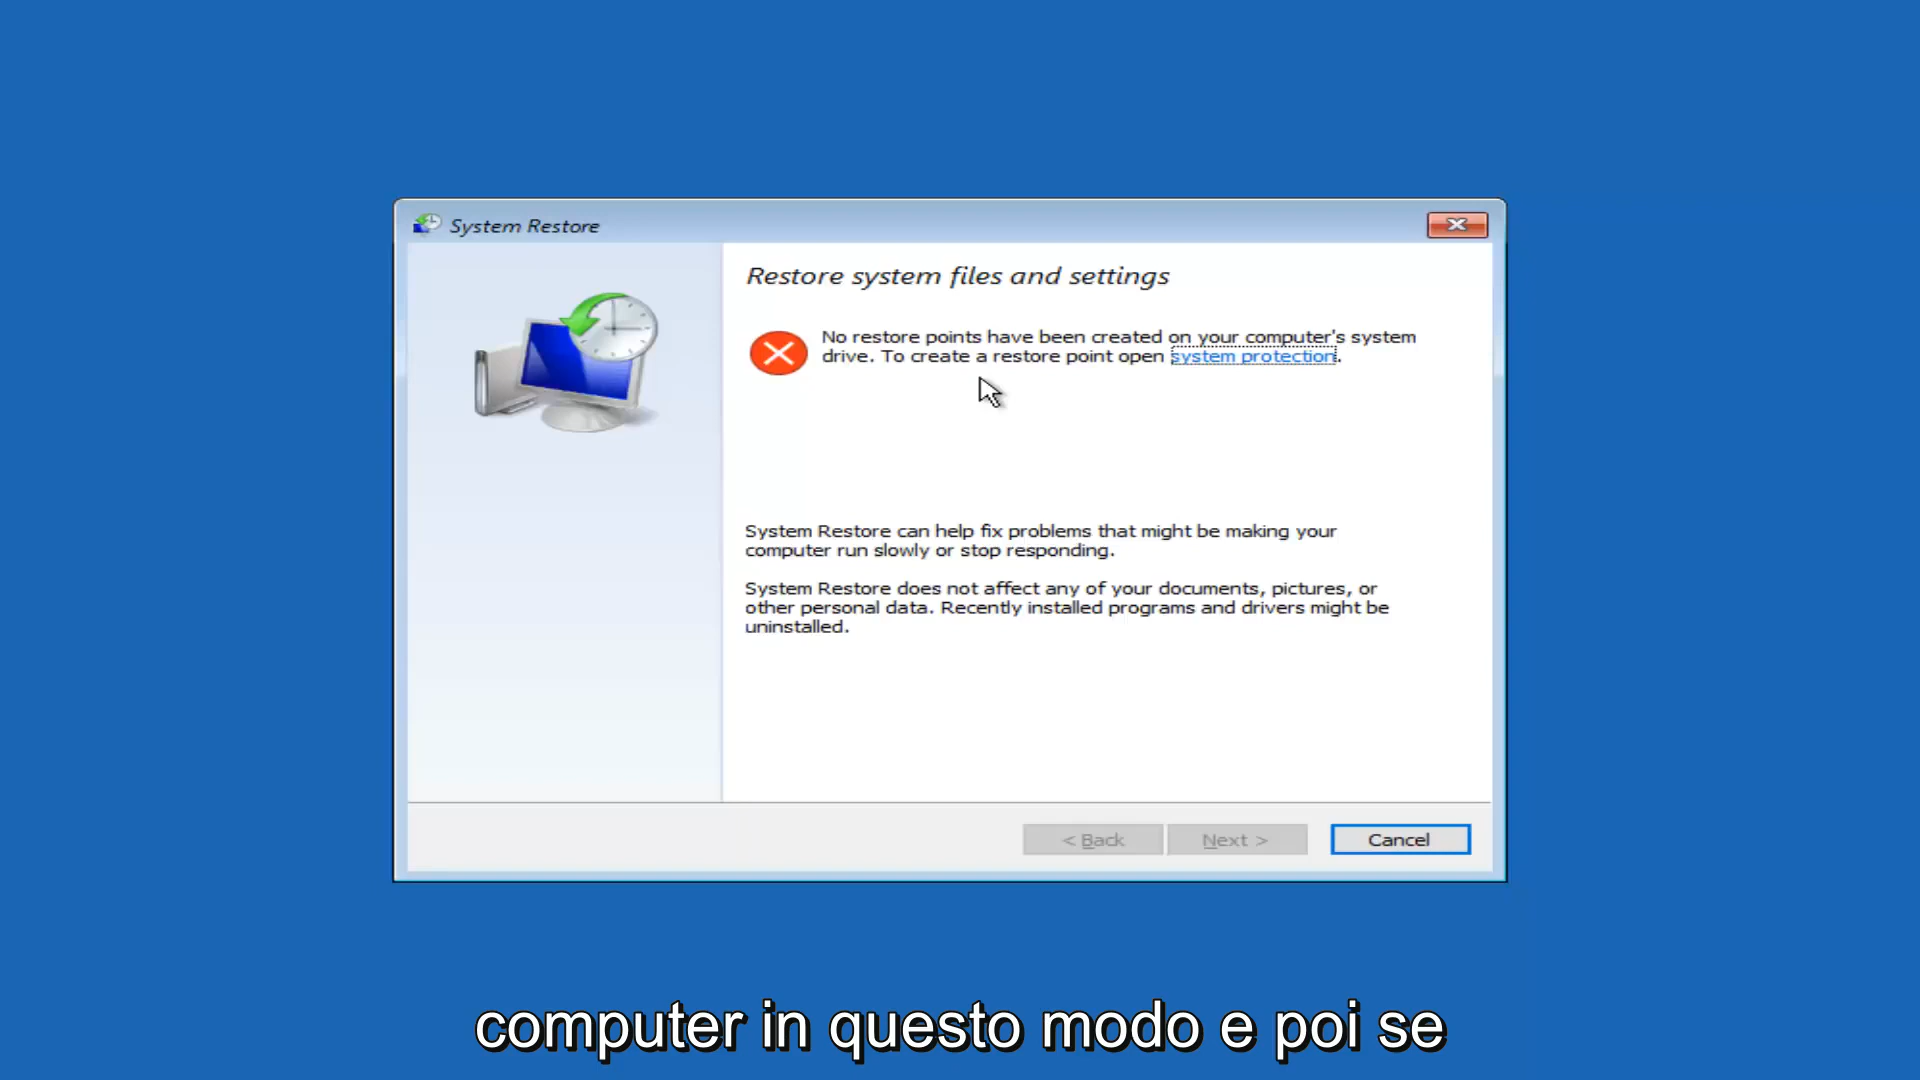 System Restore
Restore system files and settings
No restore points have been created on your computer's system
drive. To create a restore point open system protection.
System Restore can help fix problems that might be making your
computer run slowly or stop responding.
System Restore does not affect any of your documents, pictures, or
other personal data. Recently installed programs and drivers might be
uninstalled.
< Back Next > Cancel
computer in questo modo e poi se